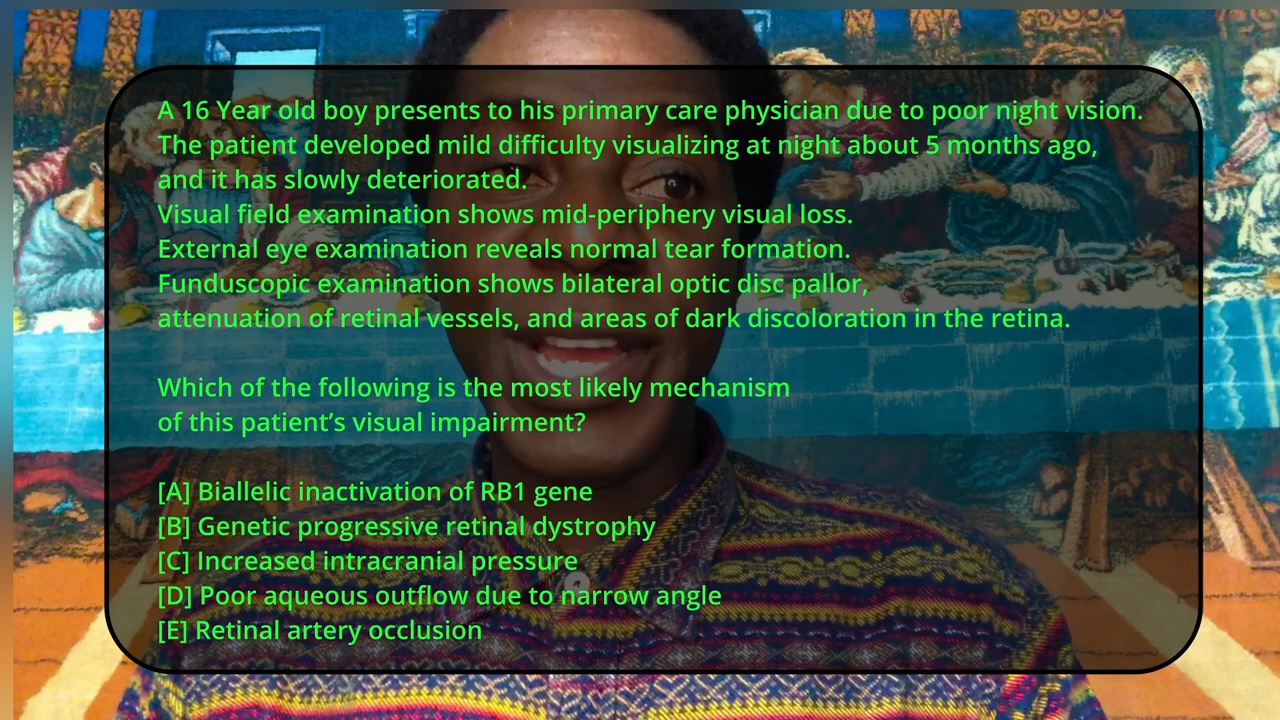 A 16 Year old boy presents to his primary care physician due to poor night vision.
The patient developed mild difficulty visualizing at night about 5 months ago,
and it has slowly deteriorated.
Visual field examination shows mid-periphery visual loss.
External eye examination reveals normal tear formation.
Funduscopic examination shows bilateral optic disc pallor,
attenuation of retinal vessels, and areas of dark discoloration in the retina.
Which of the following is the most likely mechanism
of this patient’s visual impairment?
[A] Biallelic inactivation of RB1 gene
[B] Genetic progressive retinal dystrophy
[C] Increased intracranial pressure
[D] Poor aqueous outflow due to narrow angle
[E] Retinal artery occlusion